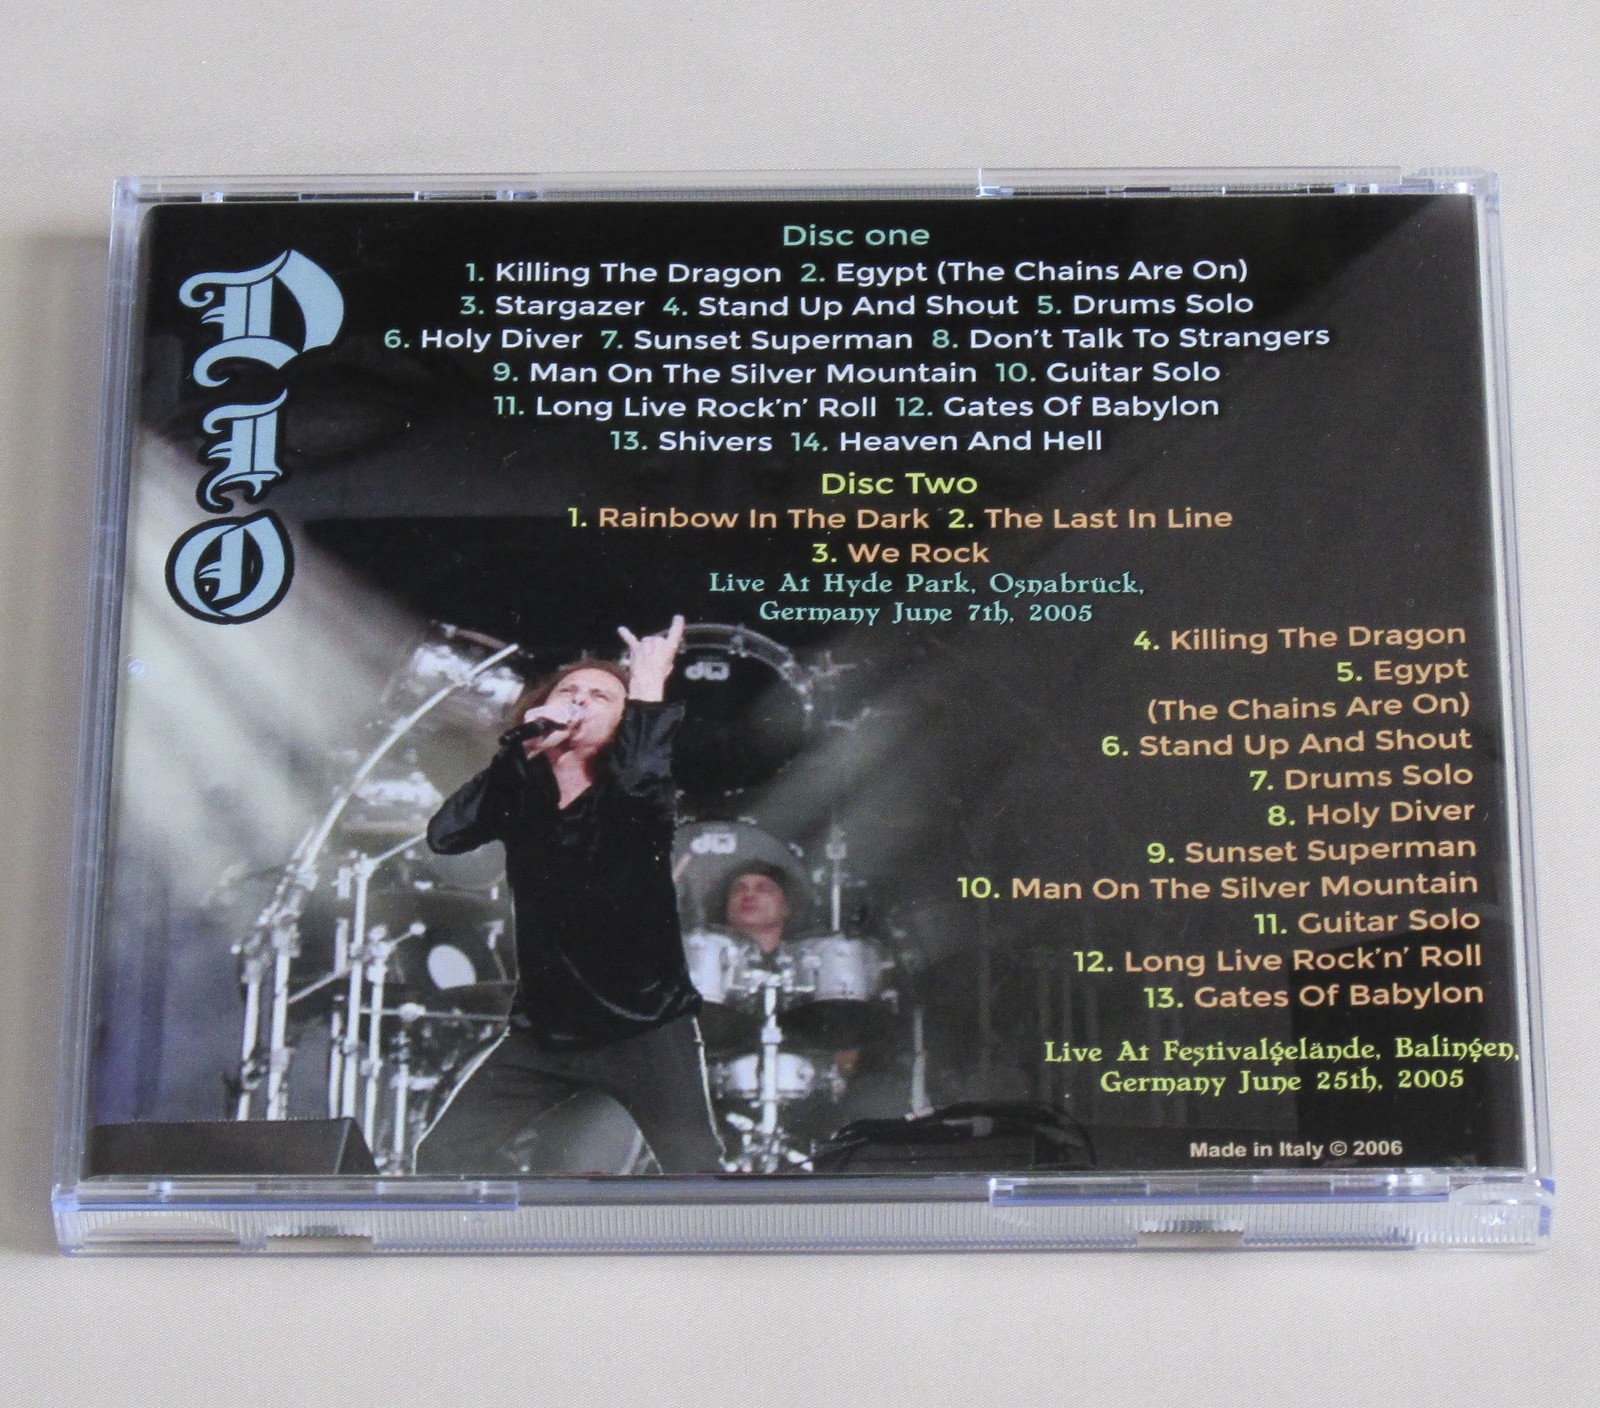 DIO
Disc one
1. Killing The Dragon 2. Egypt (The Chains Are On)
3. Stargazer 4. Stand Up And Shout 5. Drums Solo
6. Holy Diver 7. Sunset Superman 8. Don't Talk To Strangers
9. Man On The Silver Mountain 10. Guitar Solo
11. Long Live Rock'n' Roll 12. Gates Of Babylon
13. Shivers 14. Heaven And Hell
Disc Two
1. Rainbow In The Dark 2. The Last In Line
3. We Rock
Live At Hyde Park, Osnabrück,
Germany June 7th, 2005
4. Killing The Dragon
5. Egypt
(The Chains Are On)
6. Stand Up And Shout
7. Drums Solo
8. Holy Diver
9. Sunset Superman
10. Man On The Silver Mountain
11. Guitar Solo
12. Long Live Rock'n' Roll
13. Gates Of Babylon
Live At Festivalgelände, Balingen,
Germany June 25th, 2005
Made in Italy © 2006
dw
dw